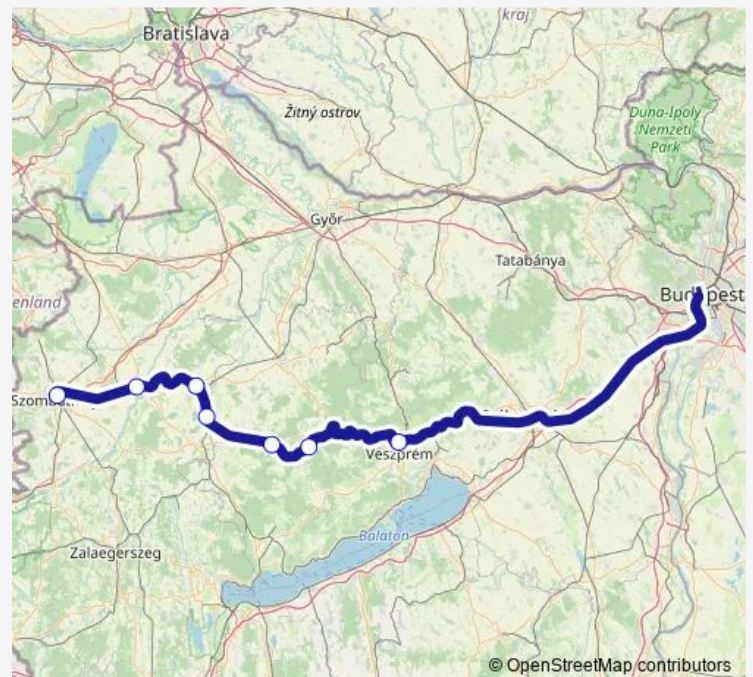 kraj
Bratislava
Žitný ostrov
Duna-Ipoly
Nemzeti
Park
Győr
Tatabánya
Budapest
enland
Veszprém
Balaton
Zalaegerszeg
© OpenStreetMap contributors